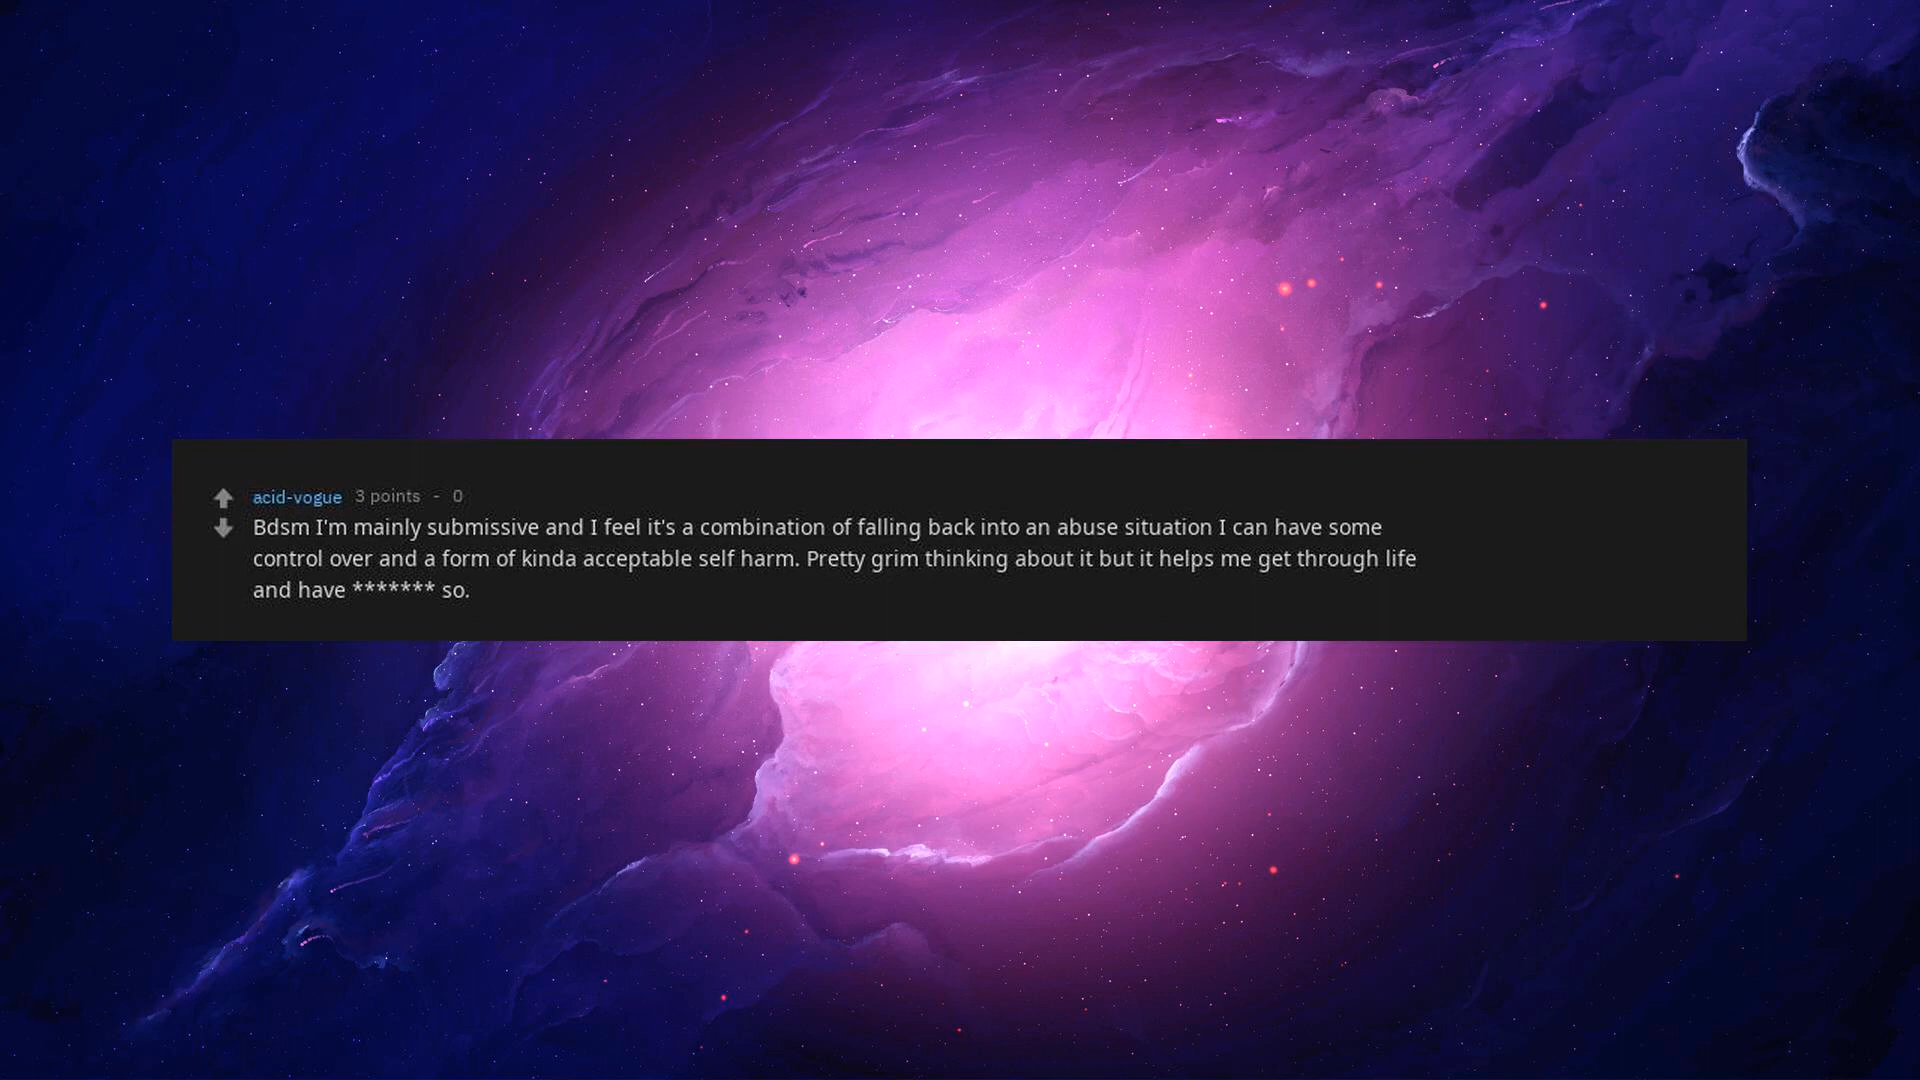 acid-vogue 3 points - 0
Bdsm I'm mainly submissive and I feel it's a combination of falling back into an abuse situation I can have some
control over and a form of kinda acceptable self harm. Pretty grim thinking about it but it helps me get through life
and have ******* so.